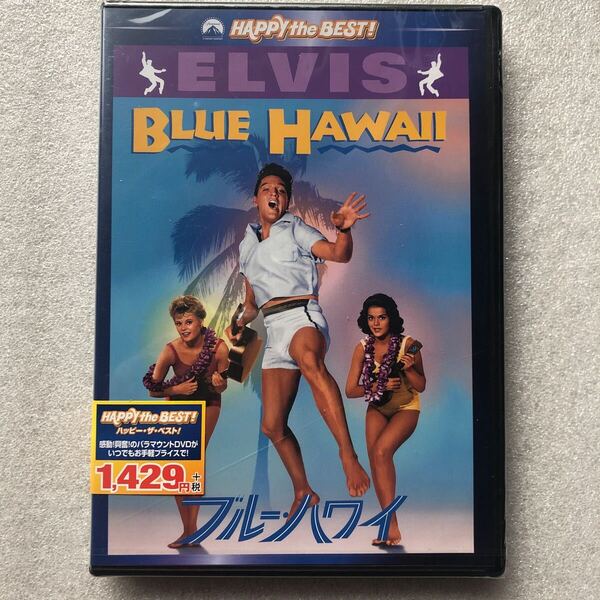 HAPPY the BEST!
ELVIS
BLUE HAWAII
HAPPY the BEST!
ハッピー・ザ・ベスト!
感動!興奮!のパラマウントDVDが
いつでもお手軽プライスで!
1,429円+税
ブルー・ハワイ